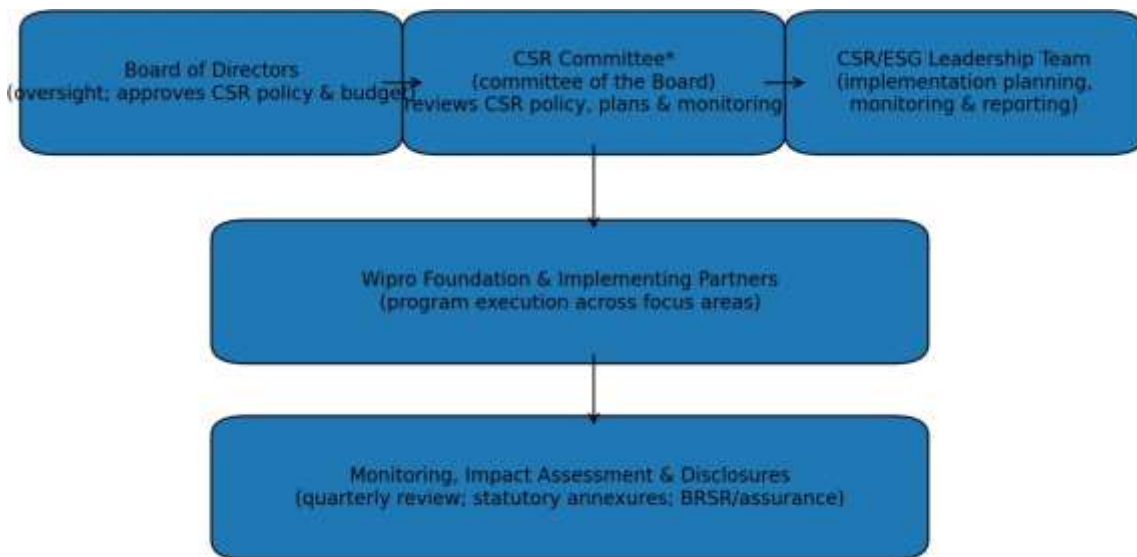 Board of Directors
(oversight; approves CSR policy & budget)
CSR Committee*
(committee of the Board)
reviews CSR policy, plans & monitoring
CSR/ESG Leadership Team
(implementation planning,
monitoring & reporting)
Wipro Foundation & Implementing Partners
(program execution across focus areas)
Monitoring, Impact Assessment & Disclosures
(quarterly review; statutory annexures; BRSR/assurance)